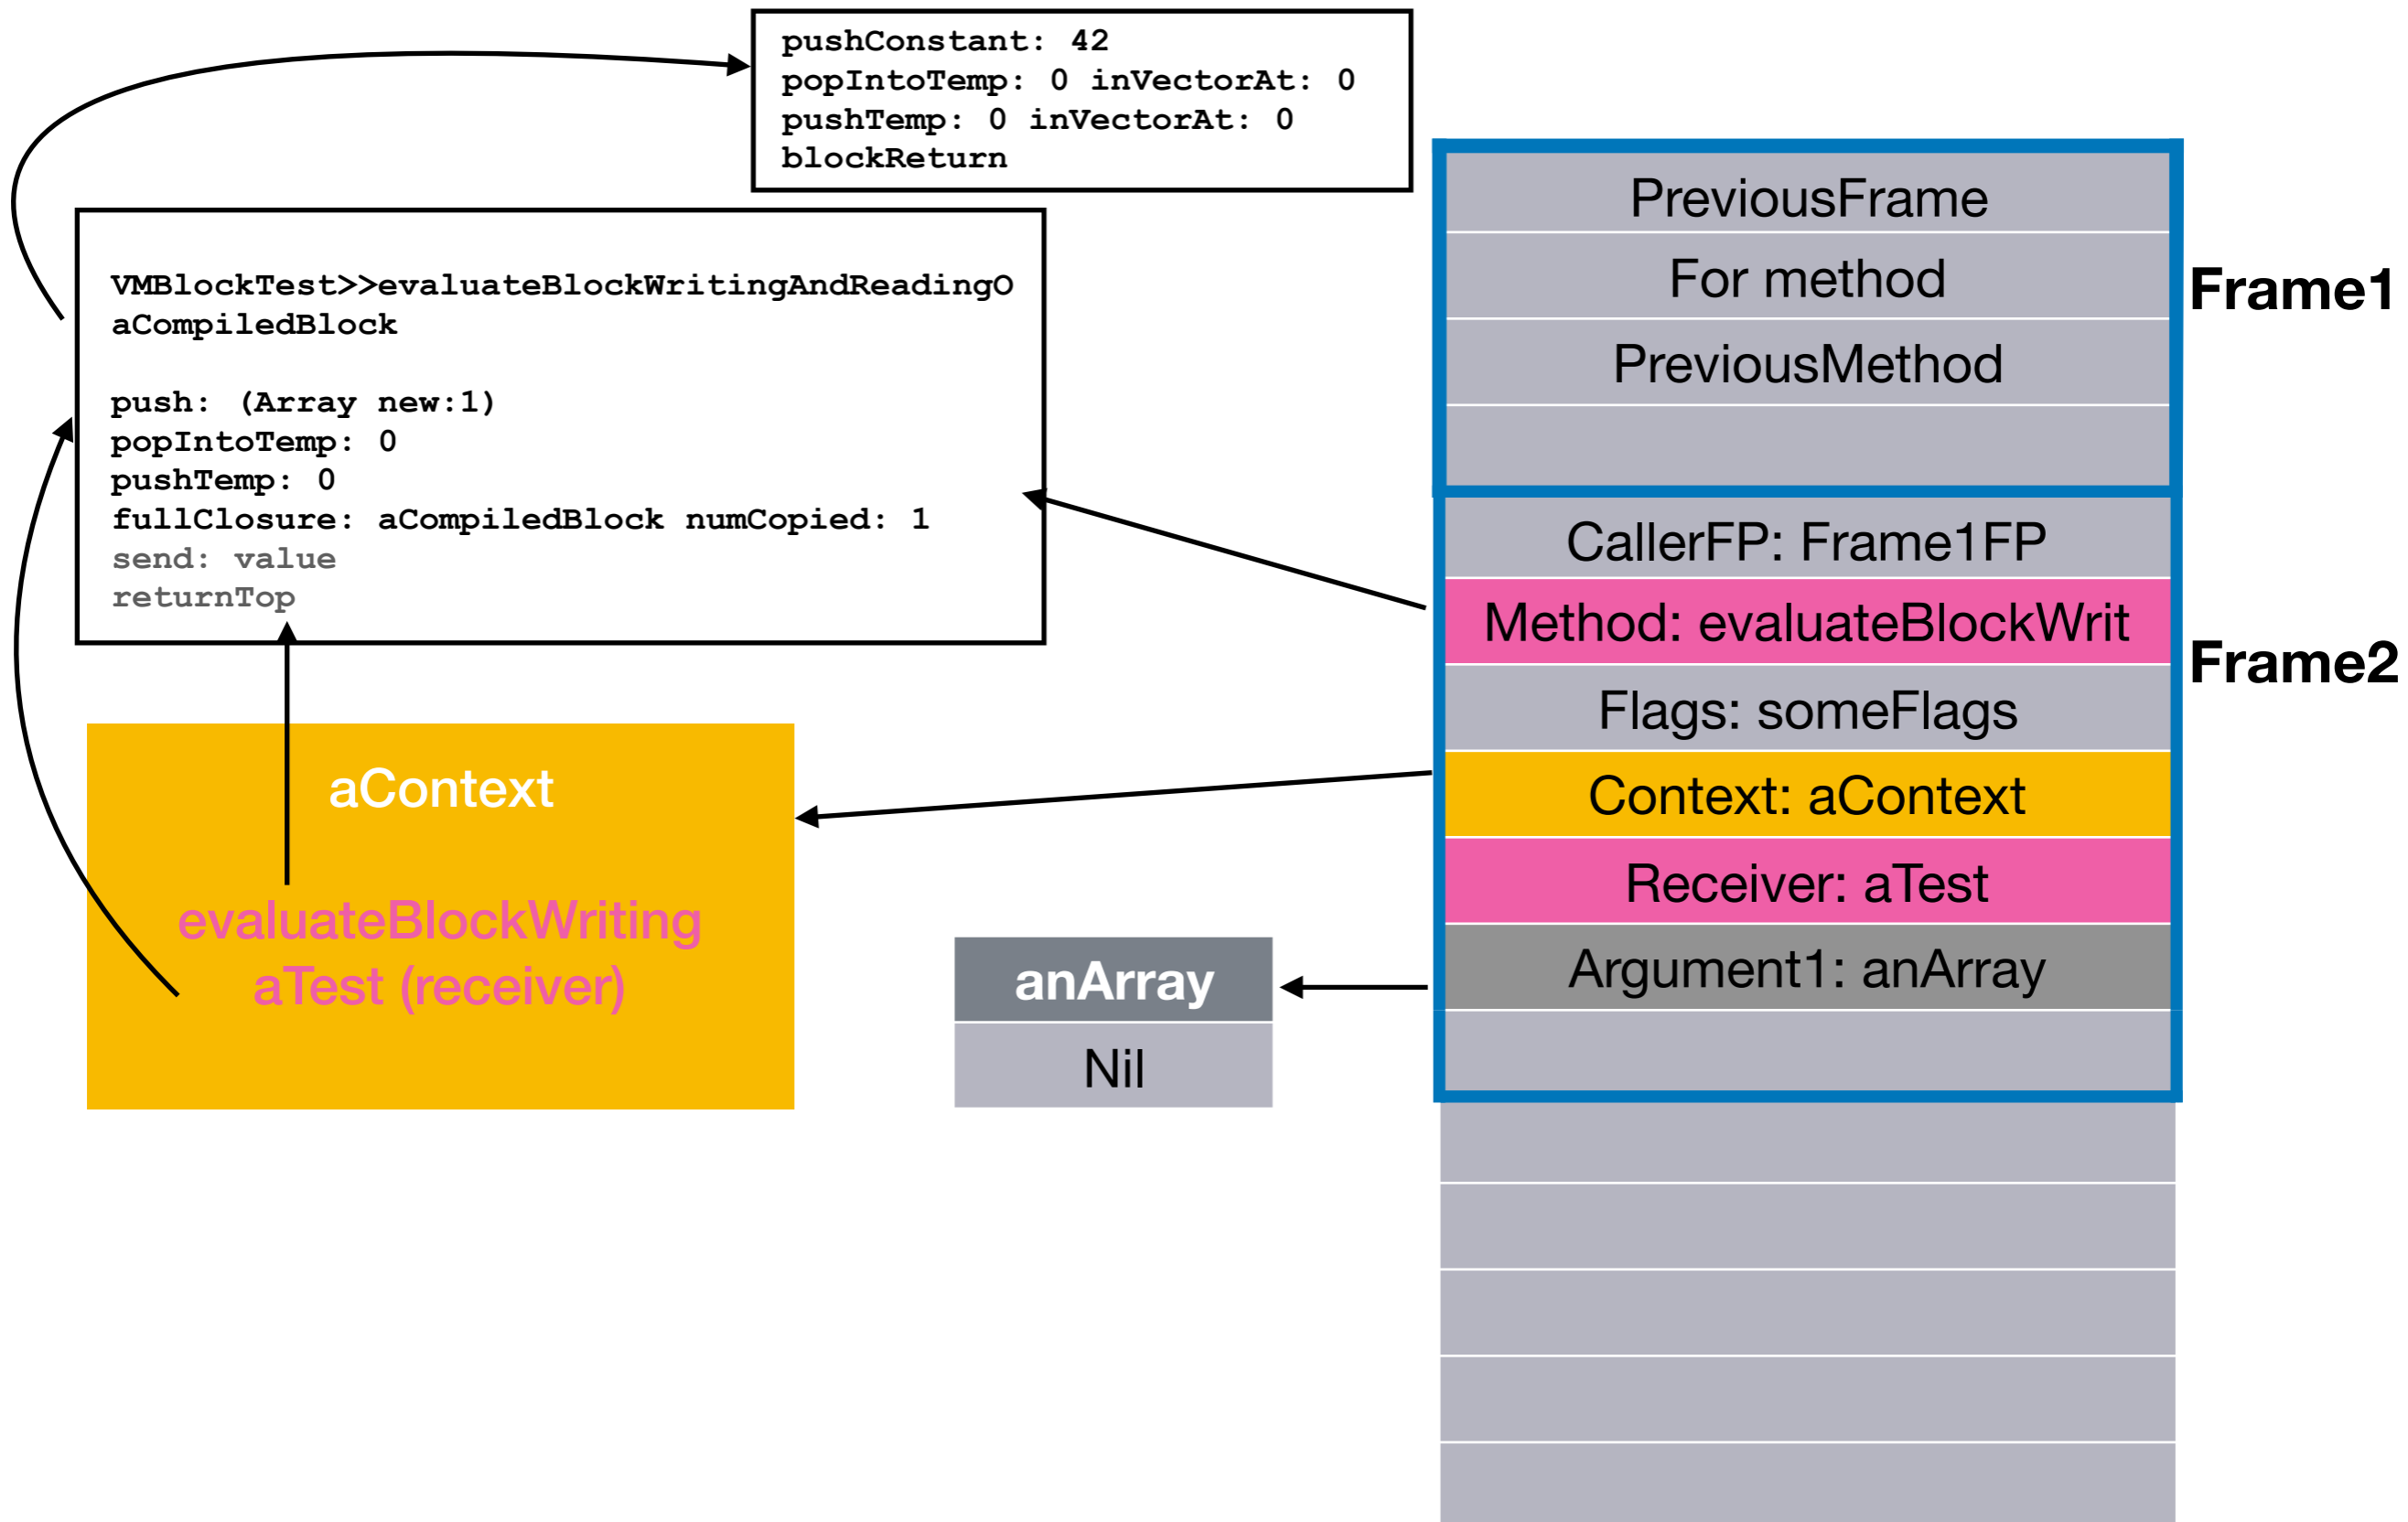 pushConstant: 42
popIntoTemp: 0 inVectorAt: 0
pushTemp: 0 inVectorAt: 0
blockReturn
VMBlockTest>>evaluateBlockWritingAndReadingO
aCompiledBlock
push: (Array new:1)
popIntoTemp: 0
pushTemp: 0
fullClosure: aCompiledBlock numCopied: 1
send: value
returnTop
aContext
evaluateBlockWriting
aTest (receiver)
anArray
Nil
PreviousFrame
For method
PreviousMethod
Frame1
CallerFP: Frame1FP
Method: evaluateBlockWrit
Flags: someFlags
Context: aContext
Receiver: aTest
Argument1: anArray
Frame2